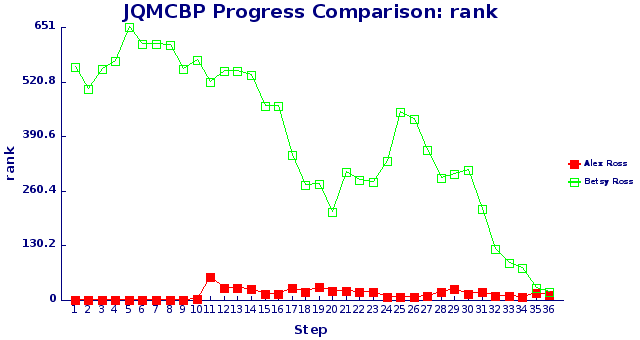 JQMCBP Progress Comparison: rank
651
520.8
390.6
260.4
130.2
0
rank
1 2 3 4 5 6 7 8 9 10 11 12 13 14 15 16 17 18 19 20 21 22 23 24 25 26 27 28 29 30 31 32 33 34 35 36
Step
Alex Ross
Betsy Ross